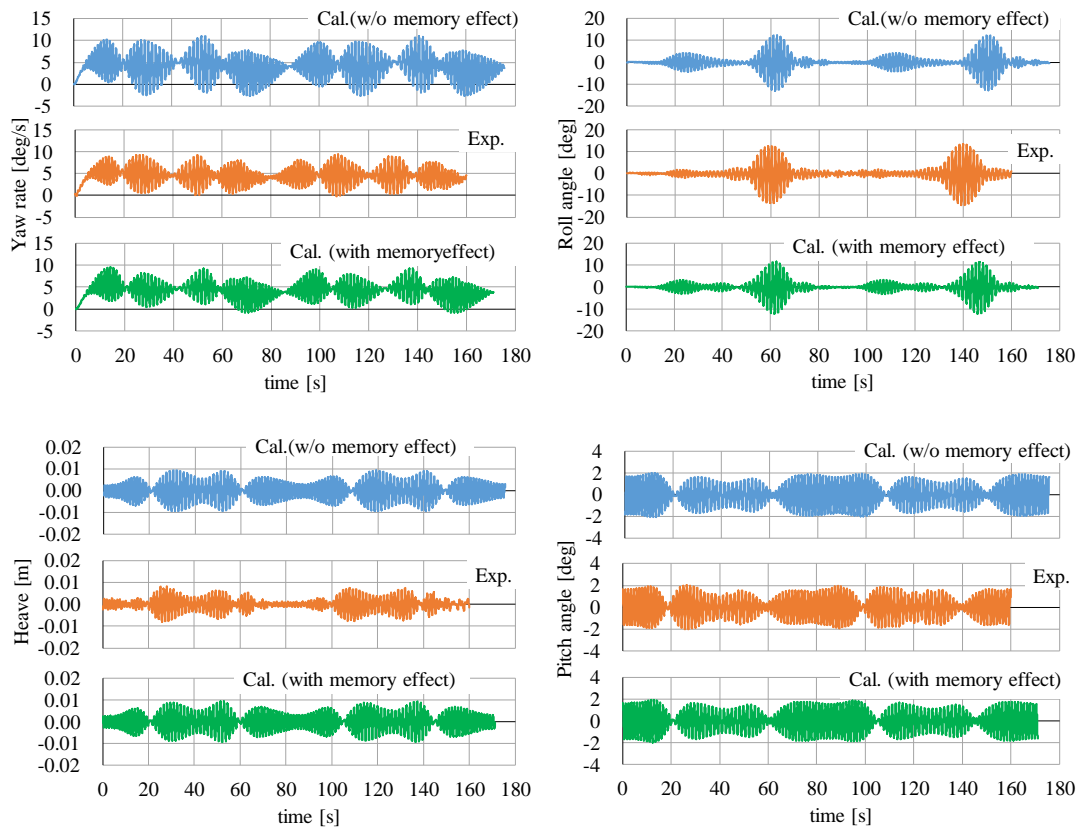 Cal.(w/o memory effect)
15
10
5
0
-5
Exp.
15
10
5
0
-5
Yaw rate [deg/s]
Cal. (with memoryeffect)
15
10
5
0
-5
0 20 40 60 80 100 120 140 160 180
time [s]
Cal. (w/o memory effect)
20
10
0
-10
-20
Exp.
20
10
0
-10
-20
Roll angle [deg]
Cal. (with memory effect)
20
10
0
-10
-20
0 20 40 60 80 100 120 140 160 180
time [s]
Cal.(w/o memory effect)
0.02
0.01
0.00
-0.01
-0.02
Exp.
0.02
0.01
0.00
-0.01
-0.02
Heave [m]
Cal. (with memory effect)
0.02
0.01
0.00
-0.01
-0.02
0 20 40 60 80 100 120 140 160 180
time [s]
Cal. (w/o memory effect)
4
2
0
-2
-4
Exp.
4
2
0
-2
-4
Pitch angle [deg]
Cal. (with memory effect)
4
2
0
-2
-4
0 20 40 60 80 100 120 140 160 180
time [s]